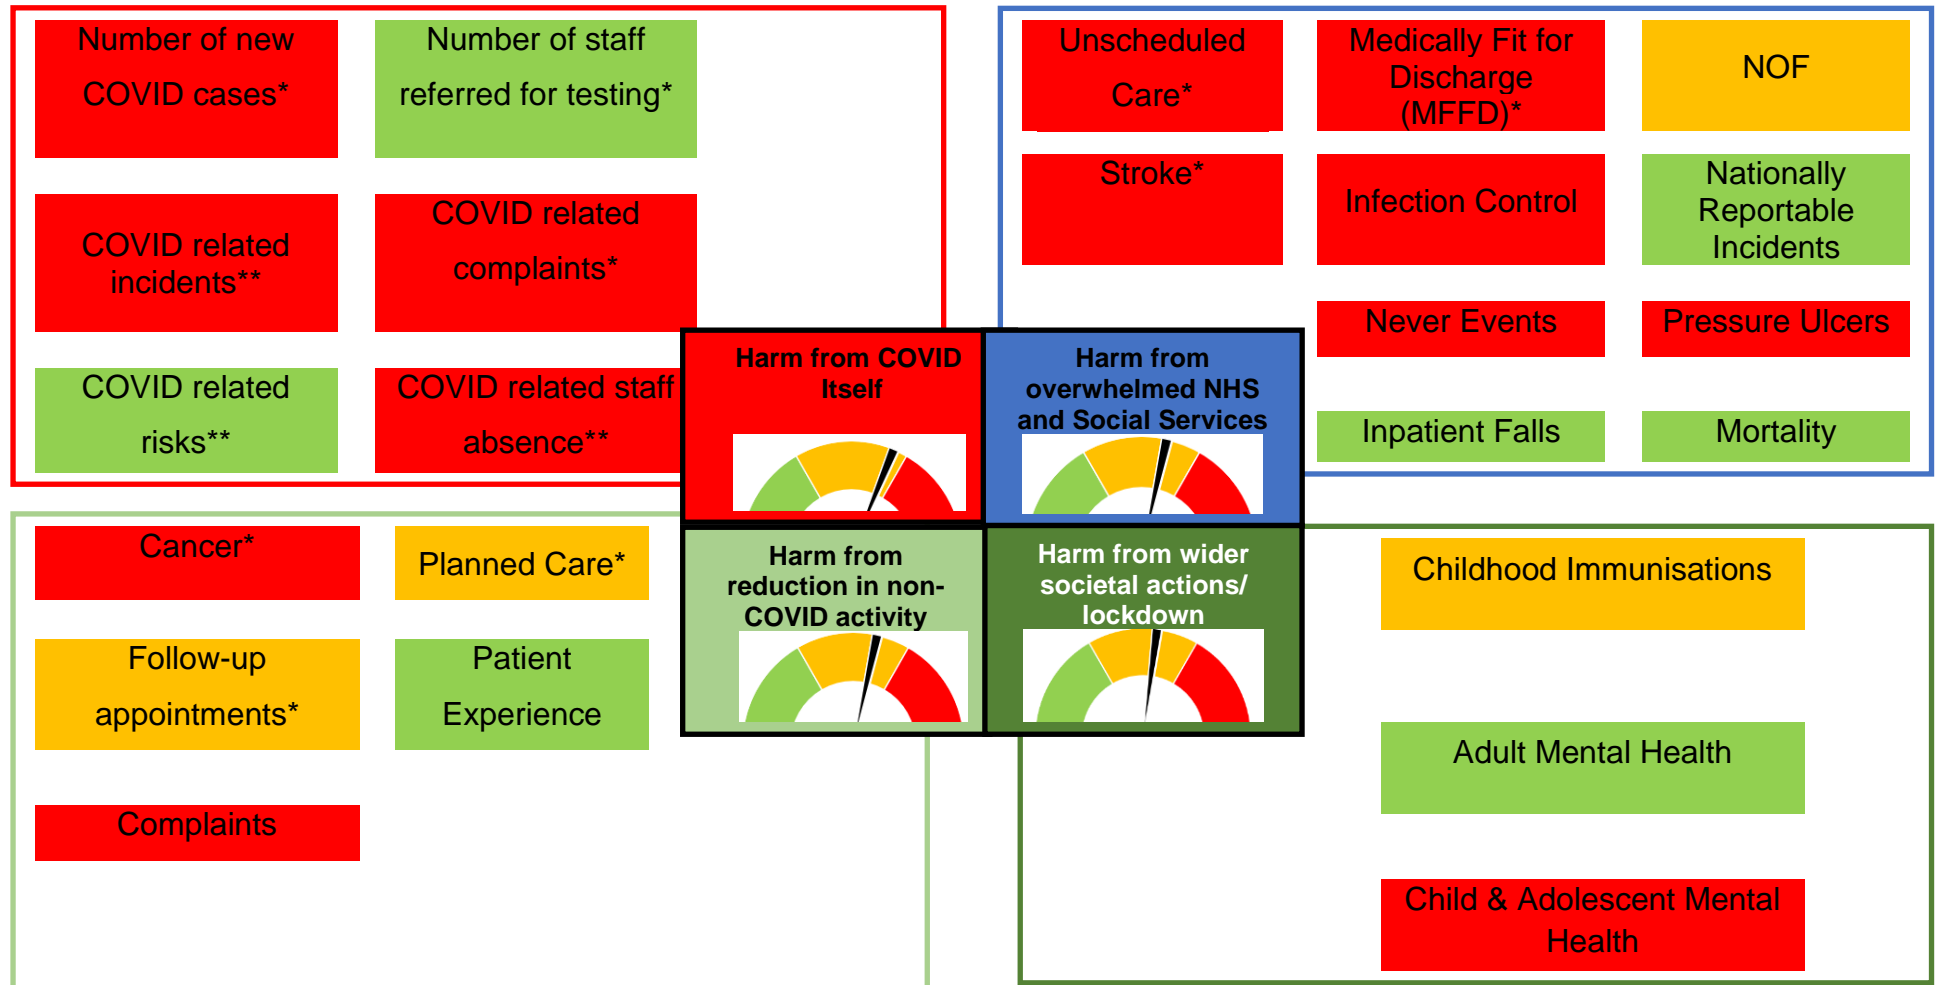 Number of new
COVID cases*
Number of staff
referred for testing*
COVID related
incidents**
COVID related
complaints*
COVID related
risks**
COVID related staff
absence**
Unscheduled
Care*
Medically Fit for
Discharge
(MFFD)*
NOF
Stroke*
Infection Control
Nationally
Reportable
Incidents
Never Events
Pressure Ulcers
Inpatient Falls
Mortality
Harm from COVID
Itself
Harm from
overwhelmed NHS
and Social Services
Harm from
reduction in non-
COVID activity
Harm from wider
societal actions/
lockdown
Cancer*
Planned Care*
Follow-up
appointments*
Patient
Experience
Complaints
Childhood Immunisations
Adult Mental Health
Child & Adolescent Mental
Health